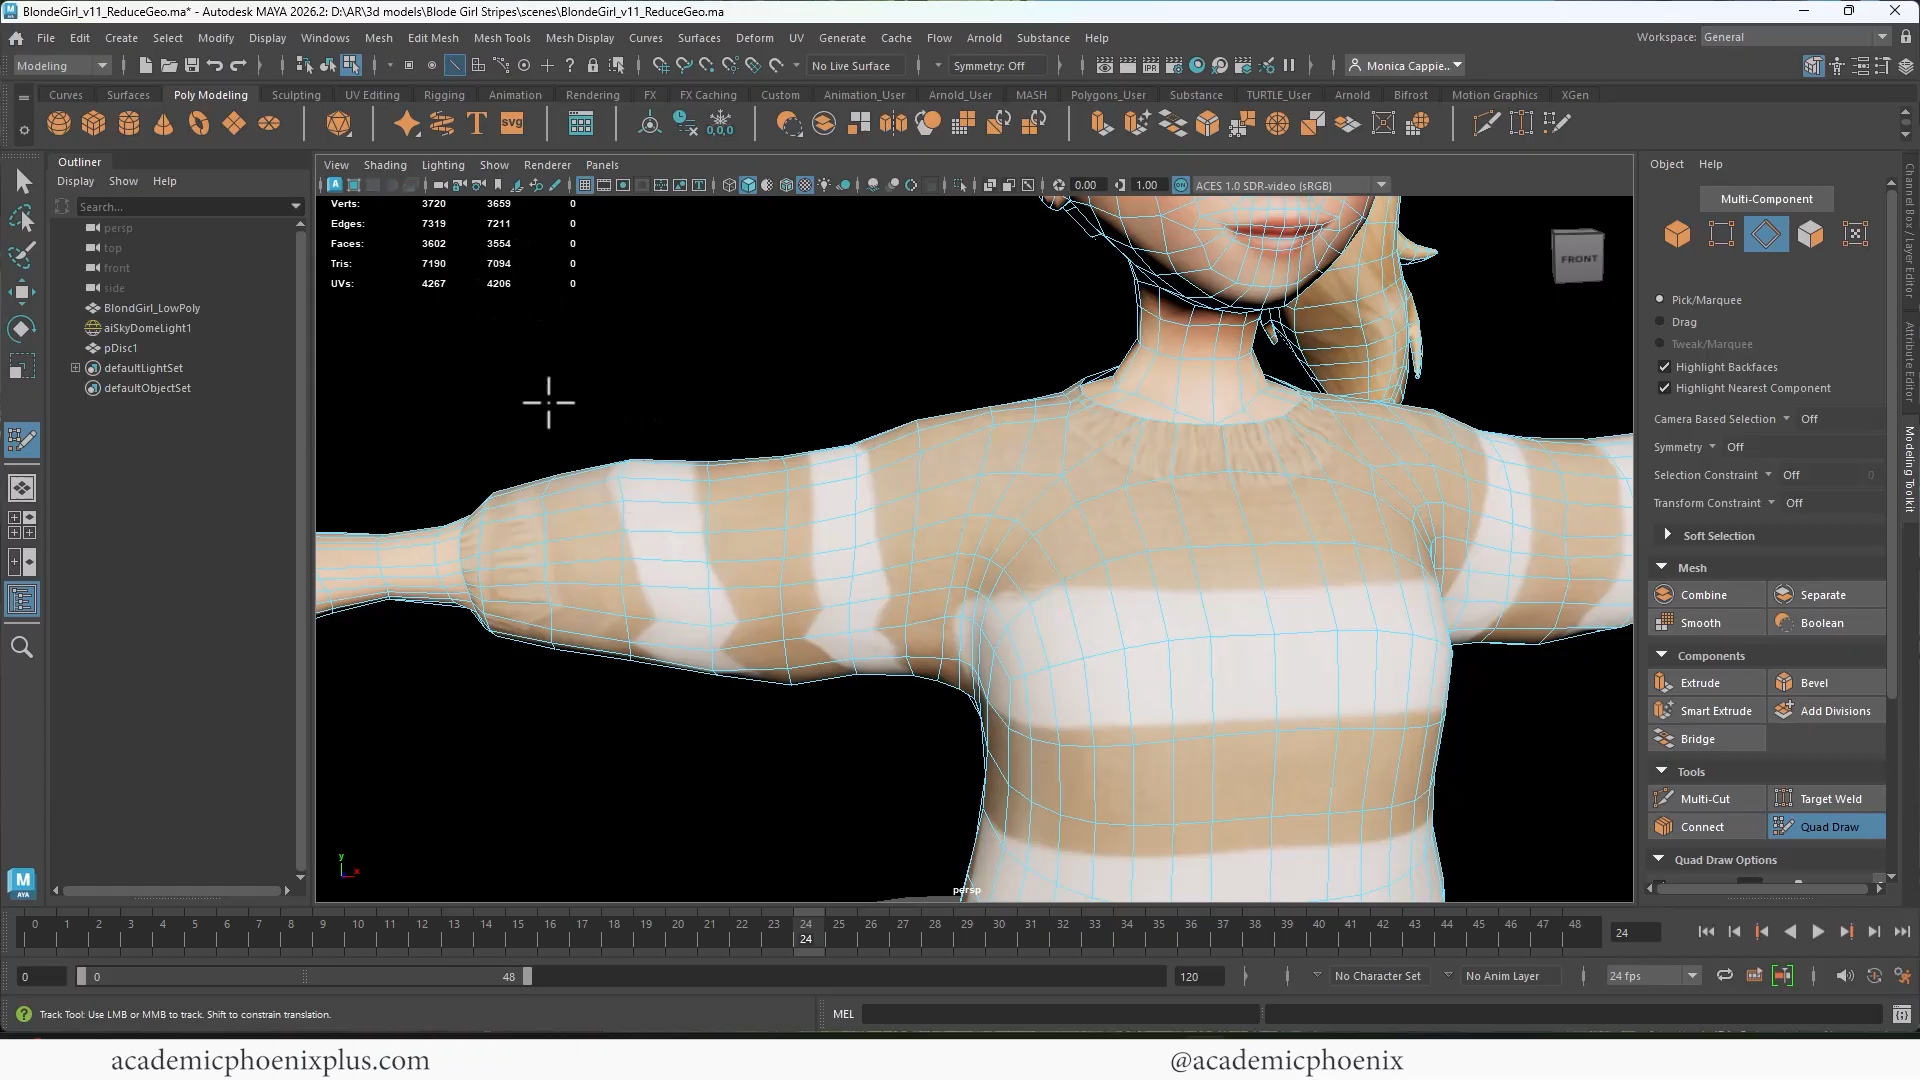 BlondeGirl_v11_ReduceGeo.ma* - Autodesk MAYA 2026.2: D:\AR\3d models\Blode Girl Stripes\scenes\BlondeGirl_v11_ReduceGeo.ma
File Edit Create Select Modify Display Windows Mesh Edit Mesh Mesh Tools Mesh Display Curves Surfaces Deform UV Generate Cache Flow Arnold Substance Help
Workspace: General
Modeling
No Live Surface
Symmetry: Off
Monica Cappie...
Curves Surfaces Poly Modeling Sculpting UV Editing Rigging Animation Rendering FX FX Caching Custom Animation_User Arnold_User MASH Polygons_User Substance TURTLE_User Arnold Bifrost Motion Graphics XGen
Outliner
Display Show Help
Search...
persp
top
front
side
BlondGirl_LowPoly
aiSkyDomeLight1
pDisc1
defaultLightSet
defaultObjectSet
View Shading Lighting Show Renderer Panels
0.00 1.00 ACES 1.0 SDR-video (sRGB)
Verts: 3720 3659 0
Edges: 7319 7211 0
Faces: 3602 3554 0
Tris: 7190 7094 0
UVs: 4267 4206 0
FRONT
y
x
persp
Object Help
Multi-Component
Pick/Marquee
Drag
Tweak/Marquee
Highlight Backfaces
Highlight Nearest Component
Camera Based Selection Off
Symmetry Off
Selection Constraint Off 0
Transform Constraint Off
Soft Selection
Mesh
Combine Separate
Smooth Boolean
Components
Extrude Bevel
Smart Extrude Add Divisions
Bridge
Tools
Multi-Cut Target Weld
Connect Quad Draw
Quad Draw Options
Channel Box / Layer Editor
Attribute Editor
Modeling Toolkit
0 1 2 3 4 5 6 7 8 9 10 11 12 13 14 15 16 17 18 19 20 21 22 23 24 25 26 27 28 29 30 31 32 33 34 35 36 37 38 39 40 41 42 43 44 45 46 47 48
24
24
0 0 48 120
No Character Set
No Anim Layer
24 fps
Track Tool: Use LMB or MMB to track. Shift to constrain translation.
MEL
academicphoenixplus.com
@academicphoenix